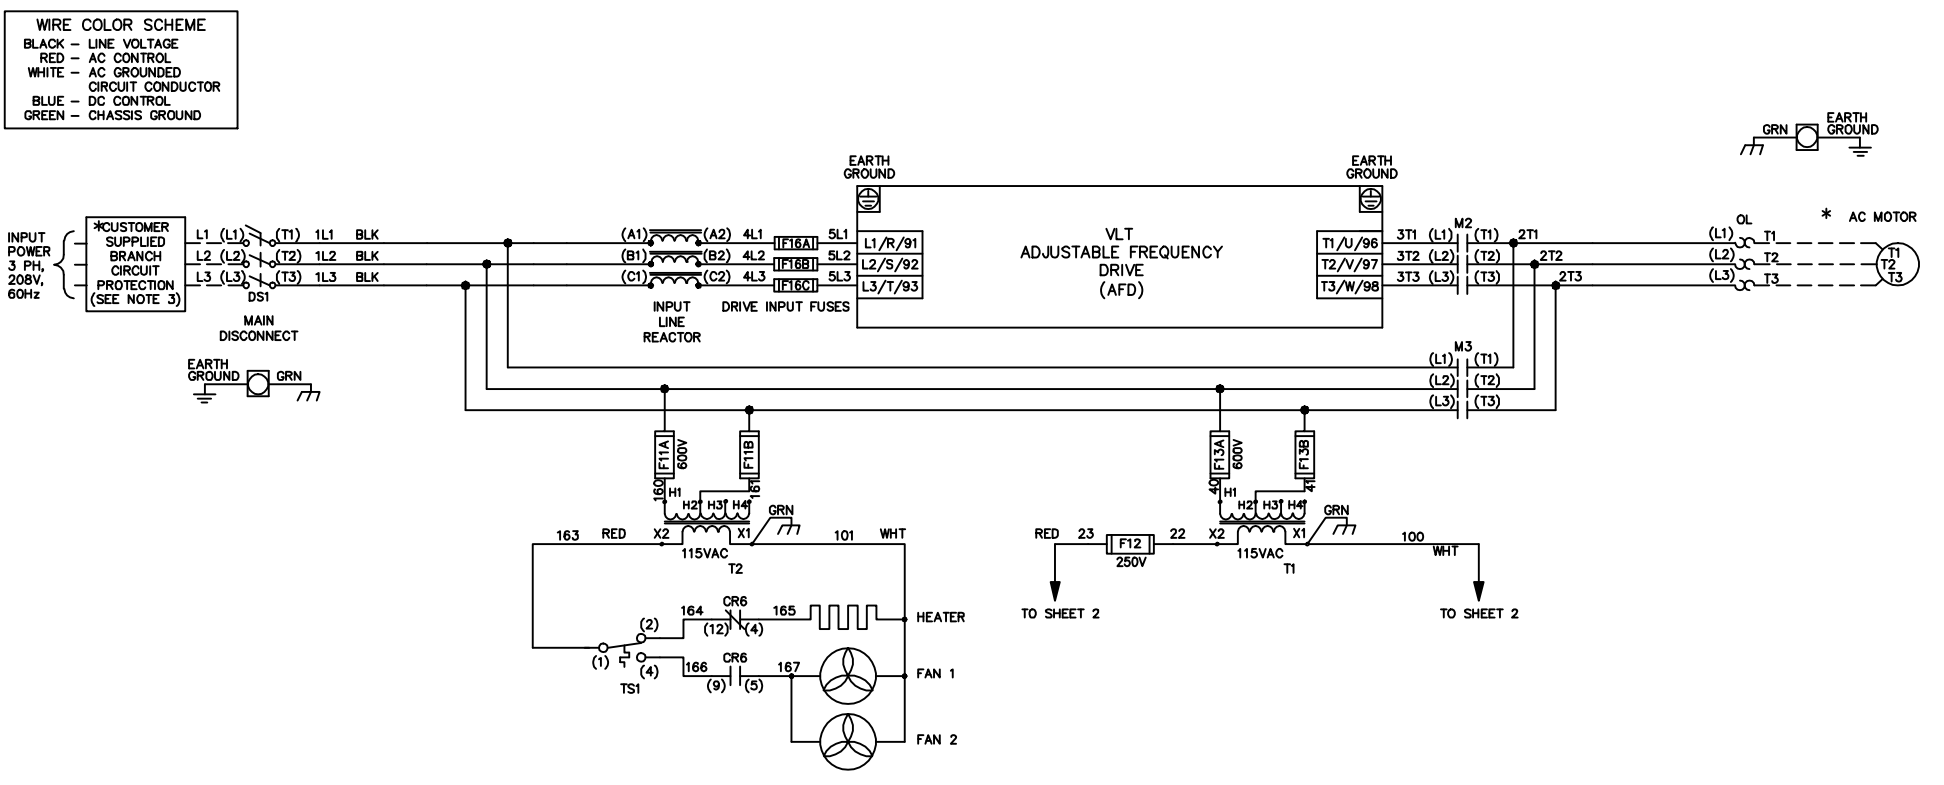 WIRE COLOR SCHEME
BLACK – LINE VOLTAGE
RED – AC CONTROL
WHITE – AC GROUNDED
CIRCUIT CONDUCTOR
BLUE – DC CONTROL
GREEN – CHASSIS GROUND
GRN
EARTH
GROUND
INPUT
POWER
3 PH,
208V,
60Hz
*CUSTOMER
SUPPLIED
BRANCH
CIRCUIT
PROTECTION
(SEE NOTE 3)
L1 (L1) (T1) 1L1 BLK
L2 (L2) (T2) 1L2 BLK
L3 (L3) (T3) 1L3 BLK
DS1
MAIN
DISCONNECT
EARTH
GROUND
GRN
(A1) (A2) 4L1 F16A 5L1
(B1) (B2) 4L2 F16B 5L2
(C1) (C2) 4L3 F16C 5L3
INPUT
LINE
REACTOR
DRIVE INPUT FUSES
EARTH
GROUND
EARTH
GROUND
L1/R/91
L2/S/92
L3/T/93
VLT
ADJUSTABLE FREQUENCY
DRIVE
(AFD)
T1/U/96
T2/V/97
T3/W/98
M2
3T1 (L1) (T1) 2T1
3T2 (L2) (T2) 2T2
3T3 (L3) (T3) 2T3
OL
(L1) T1
(L2) T2
(L3) T3
* AC MOTOR
T1
T2
T3
M3
(L1) (T1)
(L2) (T2)
(L3) (T3)
F11A
600V
F11B
160
161
H1
H2 H3 H4
GRN
163 RED X2 X1 101 WHT
115VAC
T2
F13A
600V
F13B
40
41
H1
H2 H3 H4
GRN
RED 23 F12 22 X2 X1 100
WHT
250V
115VAC
T1
TO SHEET 2
TO SHEET 2
CR6
164 165
(12) (4)
HEATER
(2)
(1)
(4)
TS1
CR6
166 167
(9) (5)
FAN 1
FAN 2